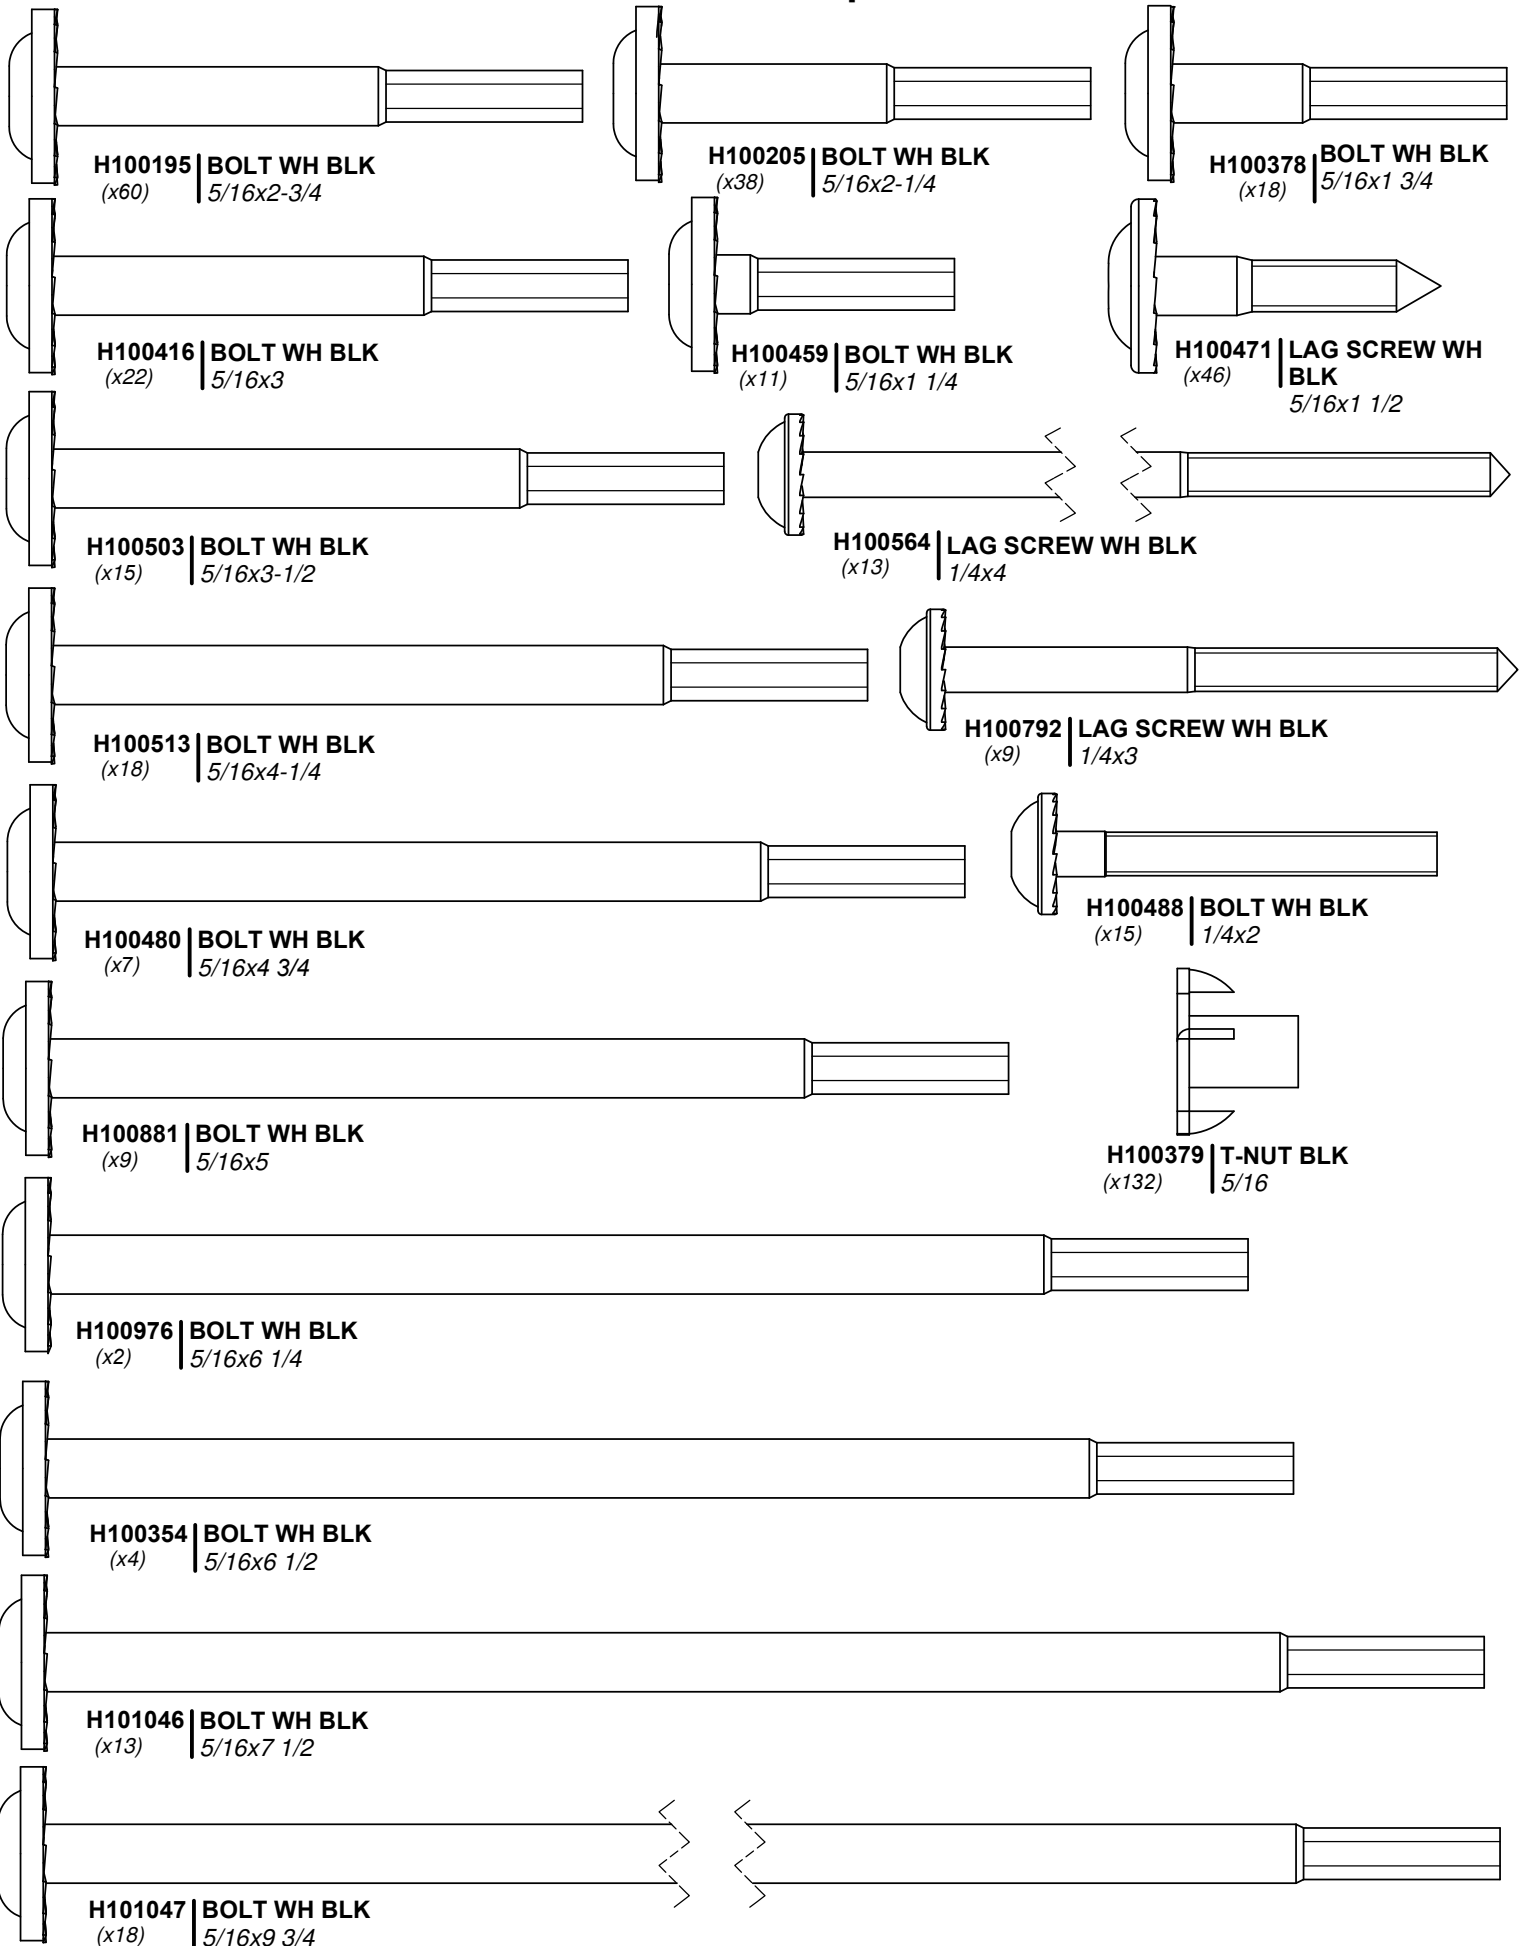 H100195 BOLT WH BLK
(x60) 5/16x2-3/4
H100205 BOLT WH BLK
(x38) 5/16x2-1/4
H100378 BOLT WH BLK
(x18) 5/16x1 3/4
H100416 BOLT WH BLK
(x22) 5/16x3
H100459 BOLT WH BLK
(x11) 5/16x1 1/4
H100471 LAG SCREW WH
(x46) BLK
5/16x1 1/2
H100503 BOLT WH BLK
(x15) 5/16x3-1/2
H100564 LAG SCREW WH BLK
(x13) 1/4x4
H100513 BOLT WH BLK
(x18) 5/16x4-1/4
H100792 LAG SCREW WH BLK
(x9) 1/4x3
H100480 BOLT WH BLK
(x7) 5/16x4 3/4
H100488 BOLT WH BLK
(x15) 1/4x2
H100881 BOLT WH BLK
(x9) 5/16x5
H100379 T-NUT BLK
(x132) 5/16
H100976 BOLT WH BLK
(x2) 5/16x6 1/4
H100354 BOLT WH BLK
(x4) 5/16x6 1/2
H101046 BOLT WH BLK
(x13) 5/16x7 1/2
H101047 BOLT WH BLK
(x18) 5/16x9 3/4